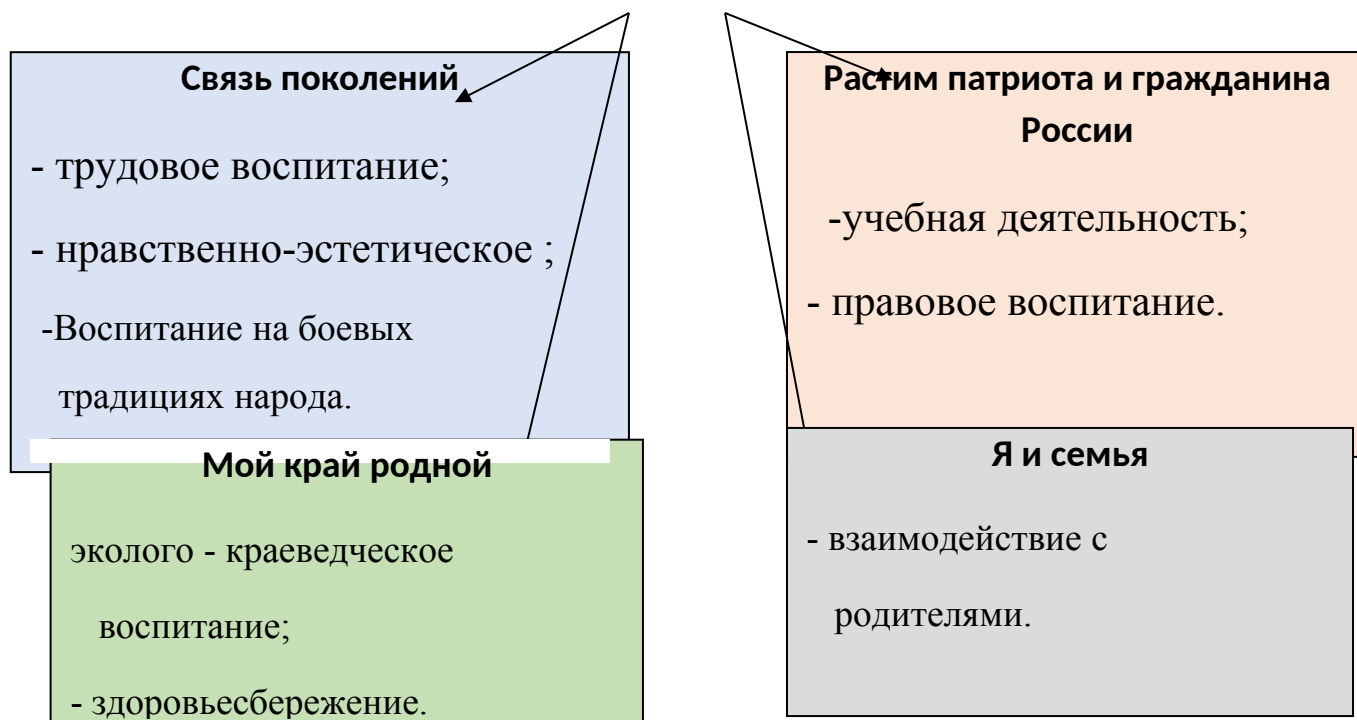 Связь поколений
- трудовое воспитание;
- нравственно-эстетическое ;
-Воспитание на боевых
традициях народа.
Растим патриота и гражданина
России
-учебная деятельность;
- правовое воспитание.
Мой край родной
эколого - краеведческое
воспитание;
- здоровьесбережение.
Я и семья
- взаимодействие с
родителями.